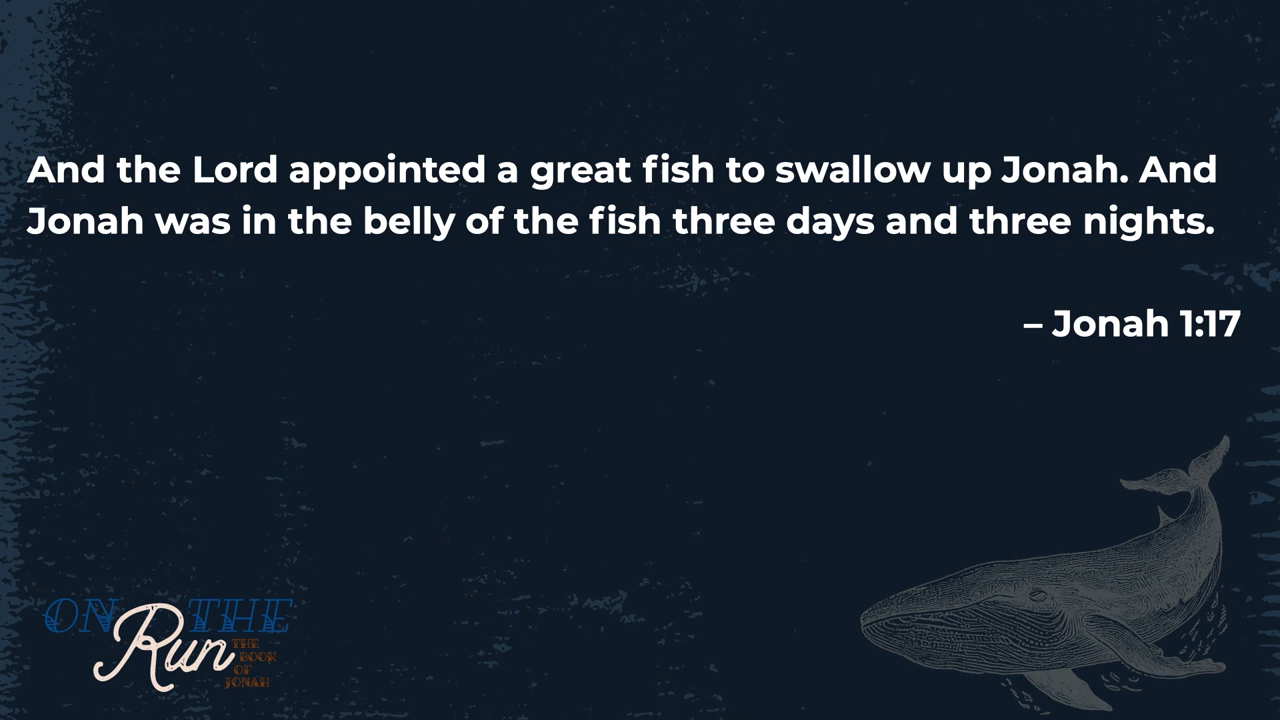 And the Lord appointed a great fish to swallow up Jonah. And
Jonah was in the belly of the fish three days and three nights.
– Jonah 1:17
ON THE
Run
THE
BOOK
OF
JONAH